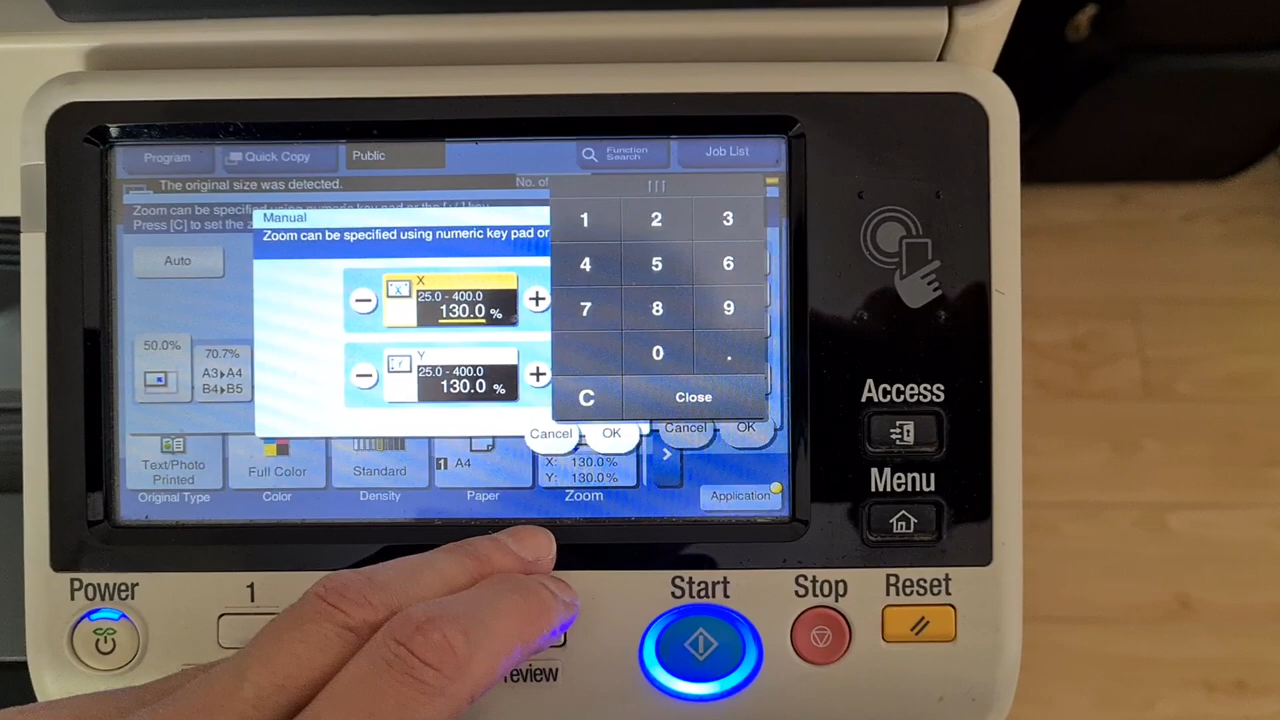 Program
Quick Copy
Public
Function Search
Job List
The original size was detected.
No. of
Zoom can be specified using numeric key pad or the [+/-] key.
Press [C] to set the z
Manual
Zoom can be specified using numeric key pad or
Auto
X
25.0 - 400.0
130.0 %
Y
25.0 - 400.0
130.0 %
50.0%
70.7%
A3▸A4
B4▸B5
1 2 3
4 5 6
7 8 9
0 .
C Close
Cancel OK
Cancel OK
Text/Photo
Printed
Full Color
Standard
1 A4
X: 130.0%
Y: 130.0%
Original Type
Color
Density
Paper
Zoom
Application
Access
Menu
Power
1
Start
Stop
Reset
review